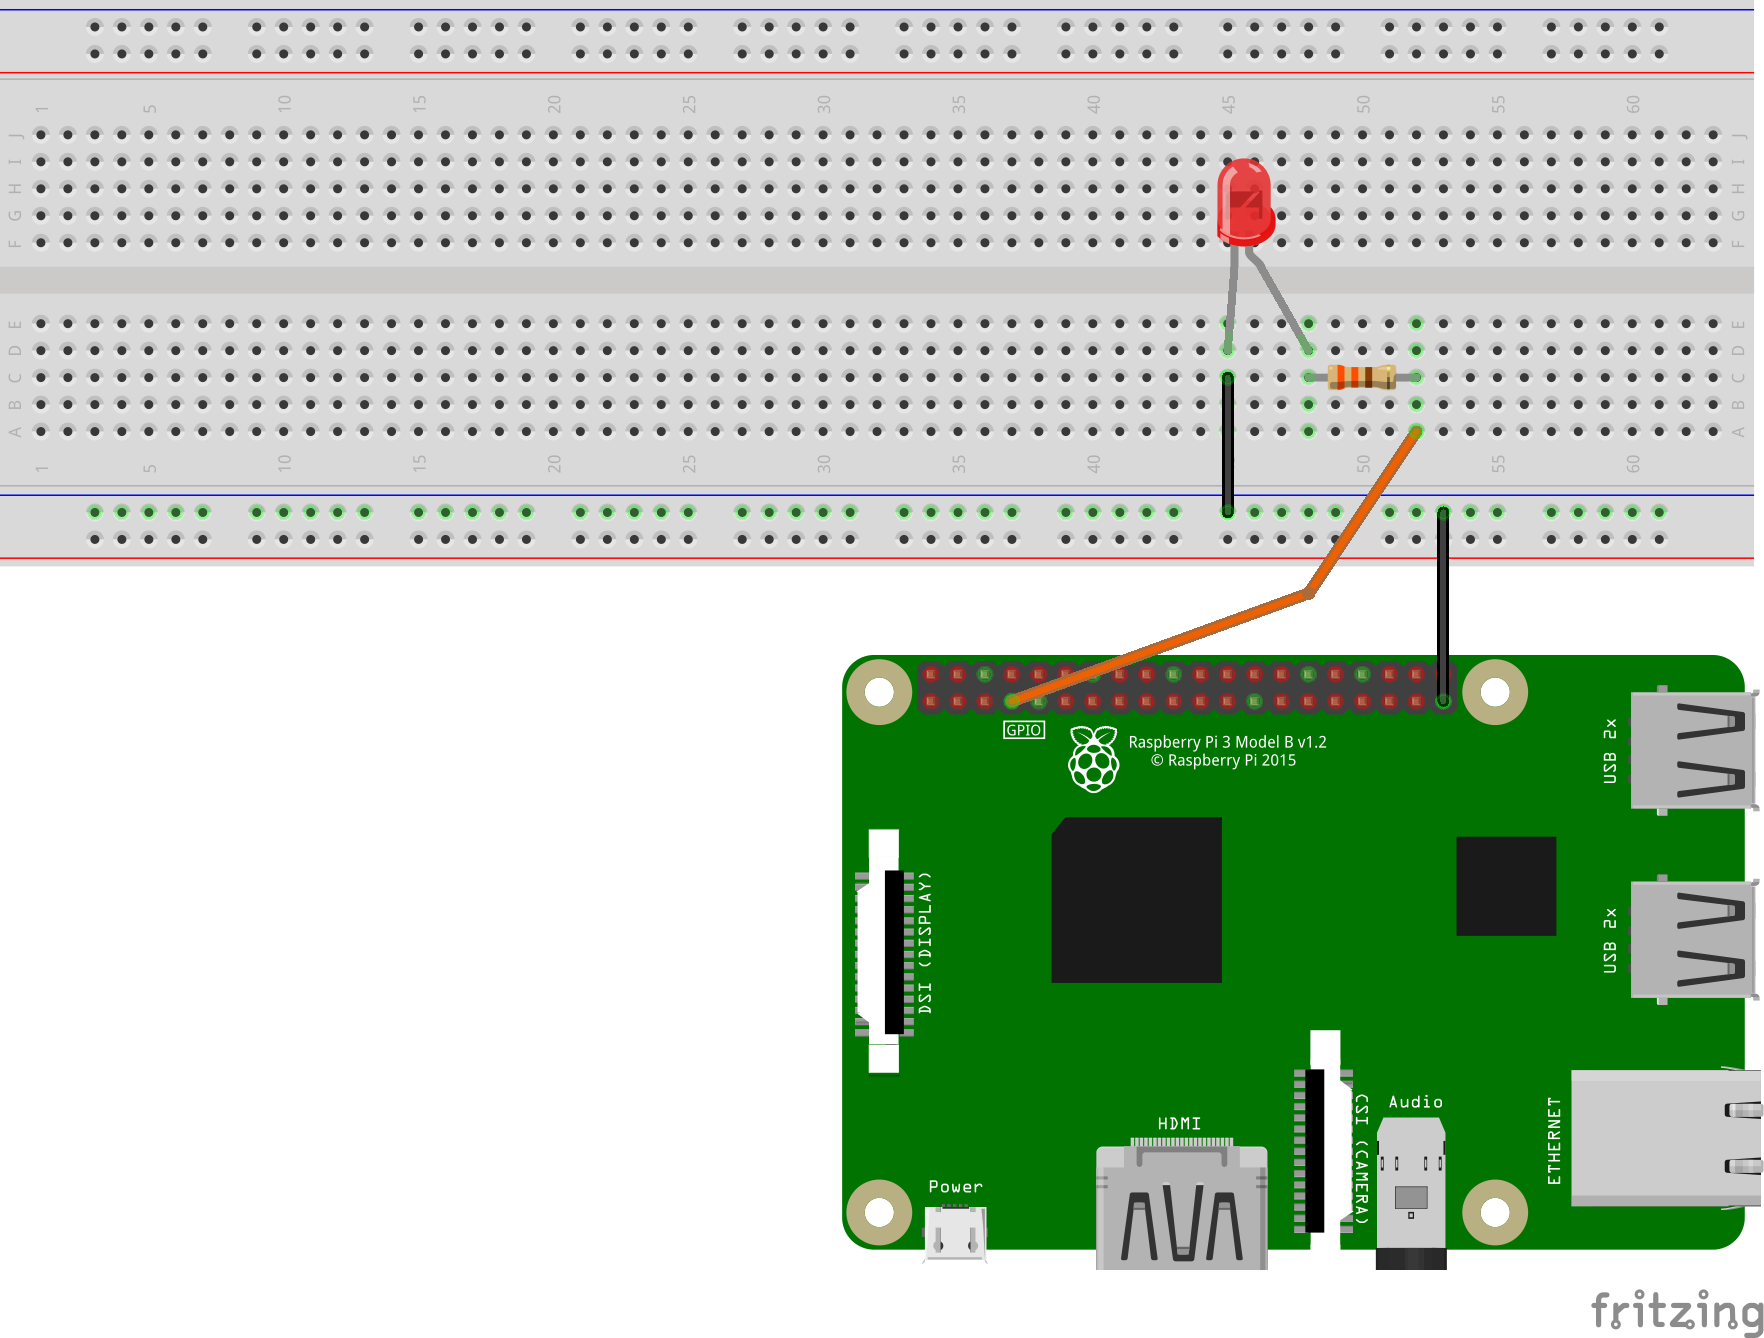 1 5 10 15 20 25 30 35 40 45 50 55 60
J J
I I
H H
G G
F F
E E
D D
C C
B B
A A
1 5 10 15 20 25 30 35 40 50 55 60
GPIO
Raspberry Pi 3 Model B v1.2
© Raspberry Pi 2015
USB 2x
DSI (DISPLAY)
USB 2x
Audio
HDMI
CSI (CAMERA)
ETHERNET
Power
fritzing